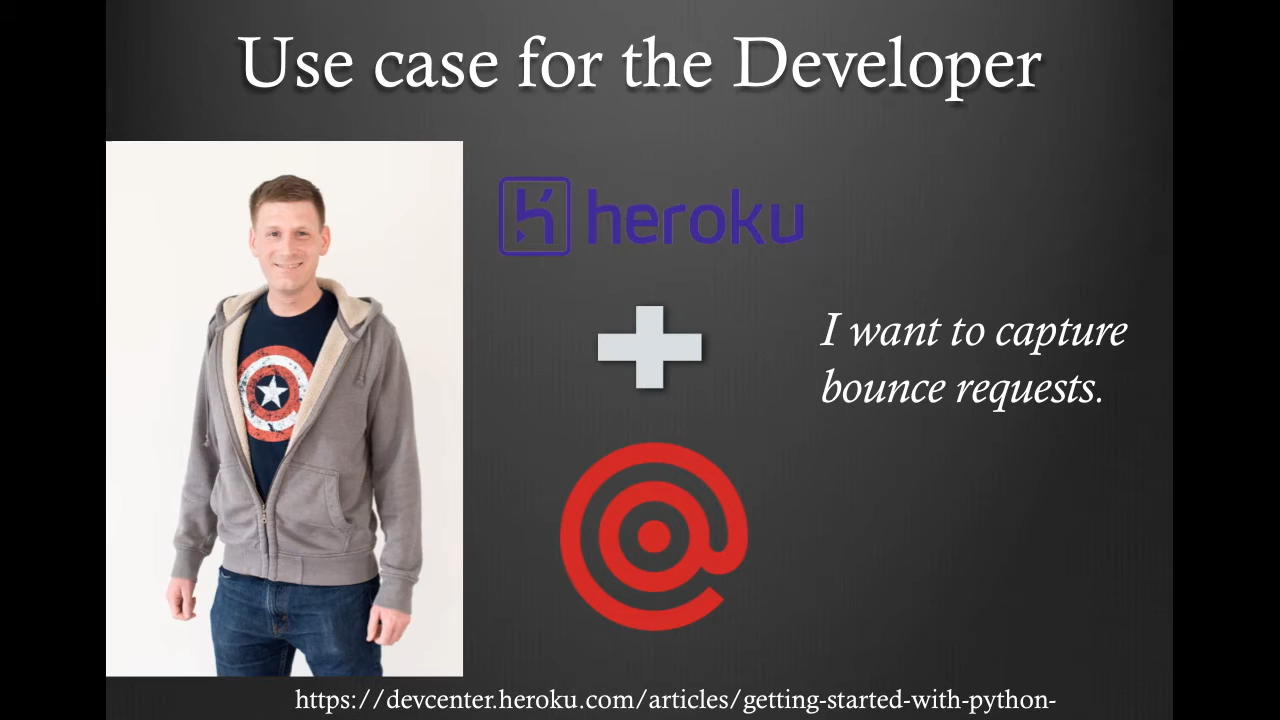 Use case for the Developer
heroku
I want to capture
bounce requests.
https://devcenter.heroku.com/articles/getting-started-with-python-